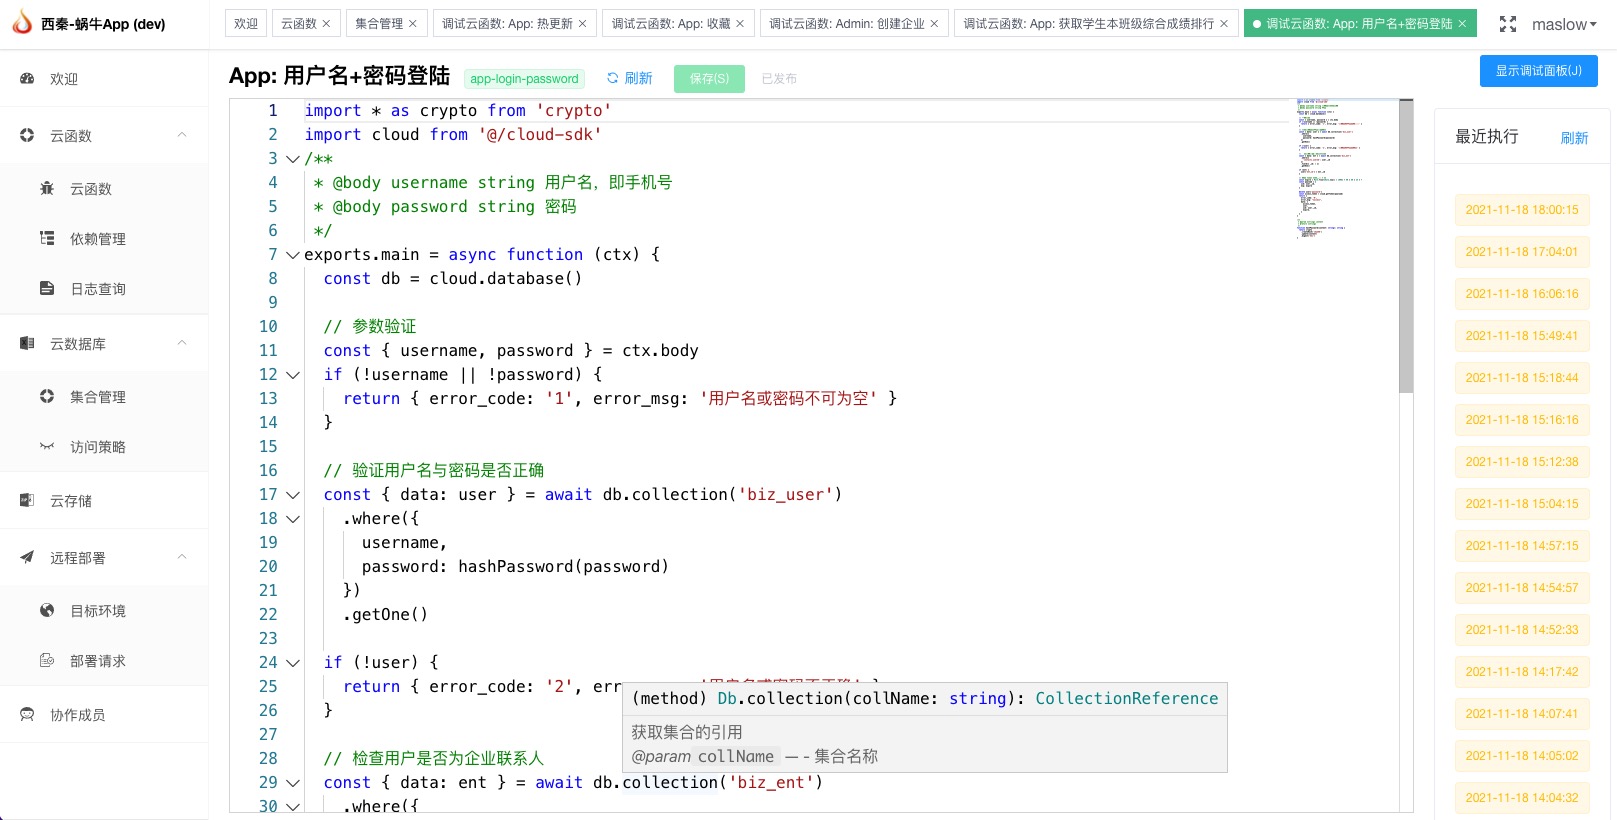 西秦-蜗牛App (dev)
欢迎
云函数
集合管理
调试云函数: App: 热更新
调试云函数: App: 收藏
调试云函数: Admin: 创建企业
调试云函数: App: 获取学生本班级综合成绩排行
调试云函数: App: 用户名+密码登陆
maslow
欢迎
云函数
云函数
依赖管理
日志查询
云数据库
集合管理
访问策略
云存储
远程部署
目标环境
部署请求
协作成员
App: 用户名+密码登陆
app-login-password
刷新
保存(S)
已发布
显示调试面板(J)
1 import * as crypto from 'crypto'
2 import cloud from '@/cloud-sdk'
3 /**
4 * @body username string 用户名，即手机号
5 * @body password string 密码
6 */
7 exports.main = async function (ctx) {
8 const db = cloud.database()
9
10 // 参数验证
11 const { username, password } = ctx.body
12 if (!username || !password) {
13 return { error_code: '1', error_msg: '用户名或密码不可为空' }
14 }
15
16 // 验证用户名与密码是否正确
17 const { data: user } = await db.collection('biz_user')
18 .where({
19 username,
20 password: hashPassword(password)
21 })
22 .getOne()
23
24 if (!user) {
25 return { error_code: '2', err
26 }
27
28 // 检查用户是否为企业联系人
29 const { data: ent } = await db.collection('biz_ent')
30 .where({
(method) Db.collection(collName: string): CollectionReference
获取集合的引用
@param collName — - 集合名称
最近执行
刷新
2021-11-18 18:00:15
2021-11-18 17:04:01
2021-11-18 16:06:16
2021-11-18 15:49:41
2021-11-18 15:18:44
2021-11-18 15:16:16
2021-11-18 15:12:38
2021-11-18 15:04:15
2021-11-18 14:57:15
2021-11-18 14:54:57
2021-11-18 14:52:33
2021-11-18 14:17:42
2021-11-18 14:07:41
2021-11-18 14:05:02
2021-11-18 14:04:32